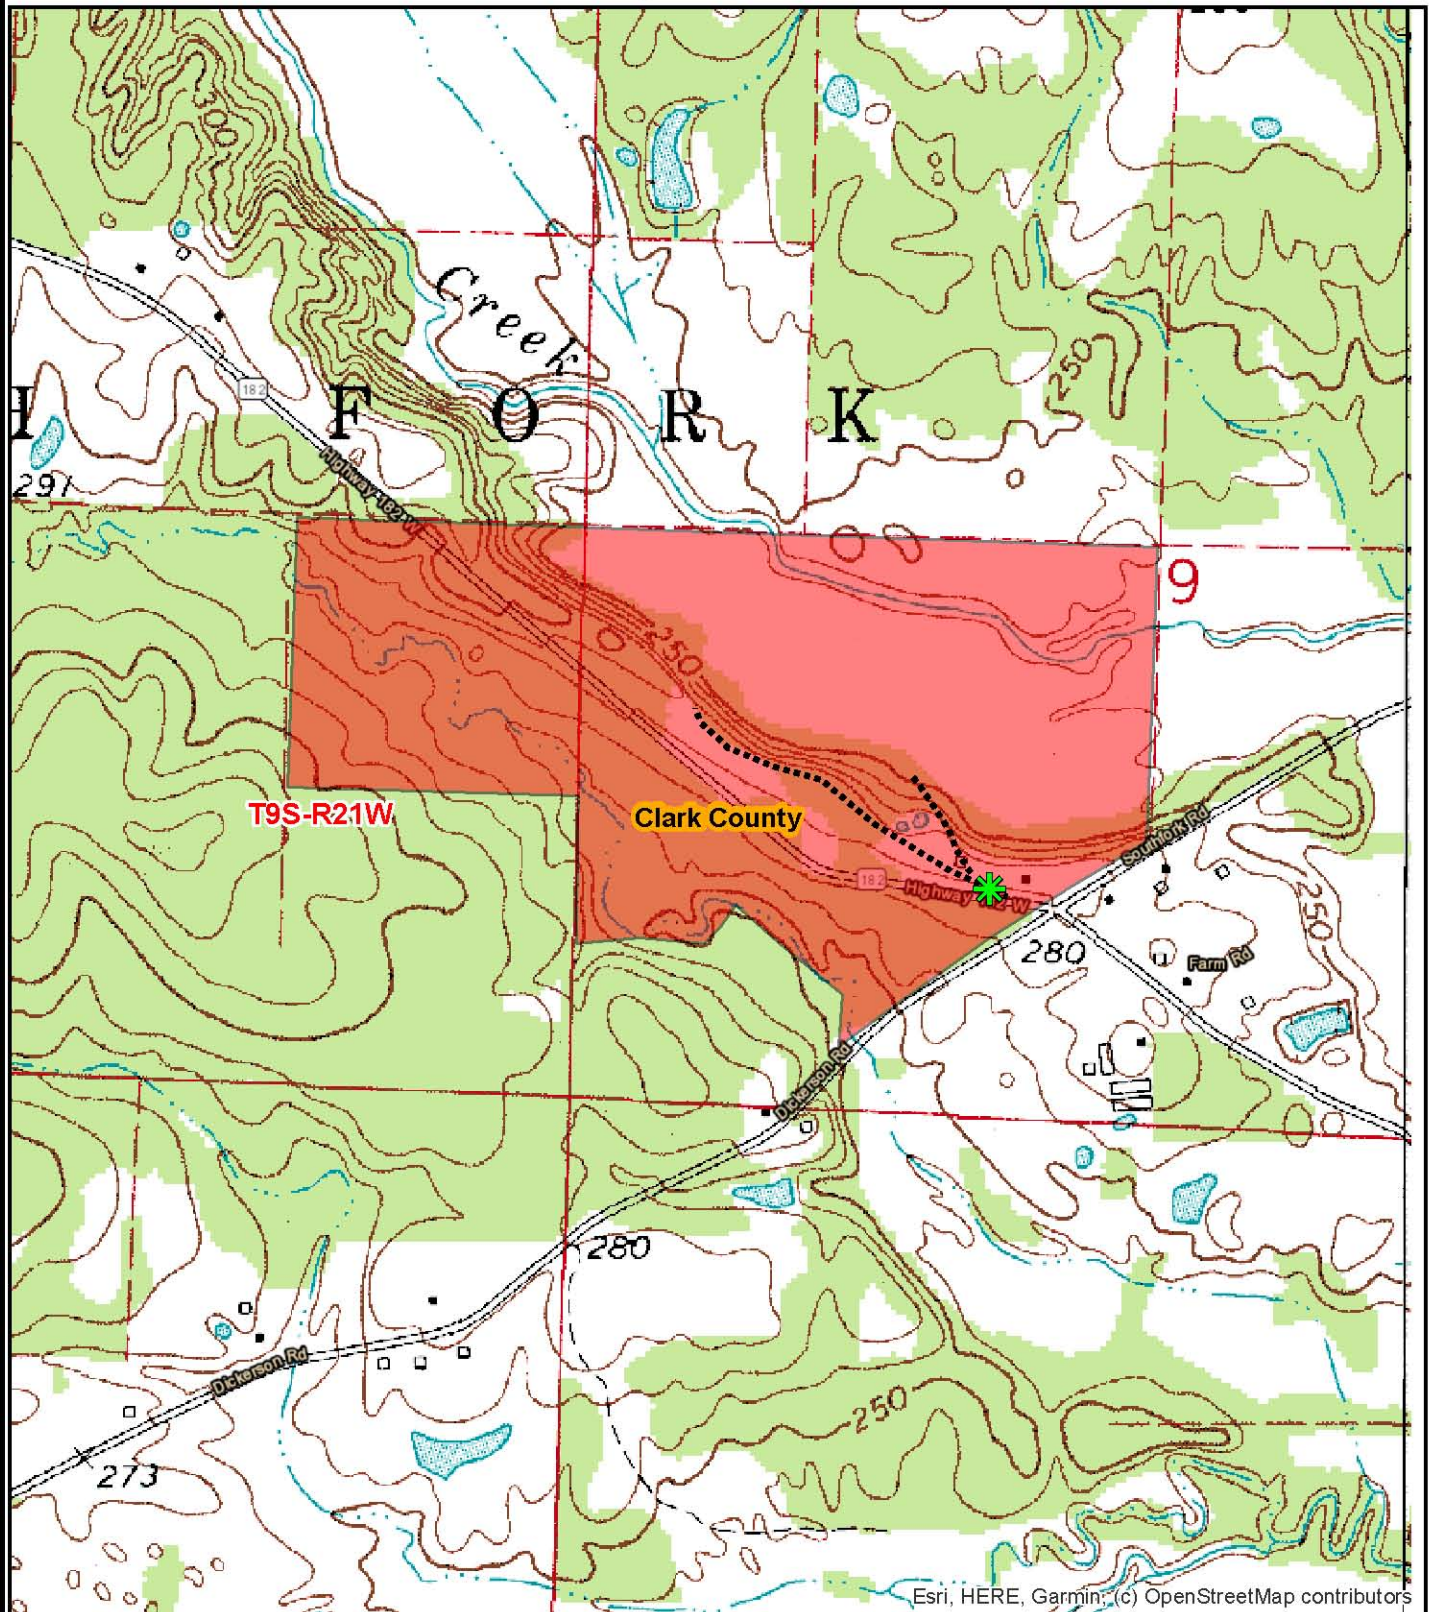 300
Creek
182
F O R K
250
291
Highway 182 W
9
250
T9S-R21W
Clark County
Southfork Rd
182
280
250
Farm Rd
Dickerson Rd
280
Dickerson Rd
250
273
Esri, HERE, Garmin, (c) OpenStreetMap contributors